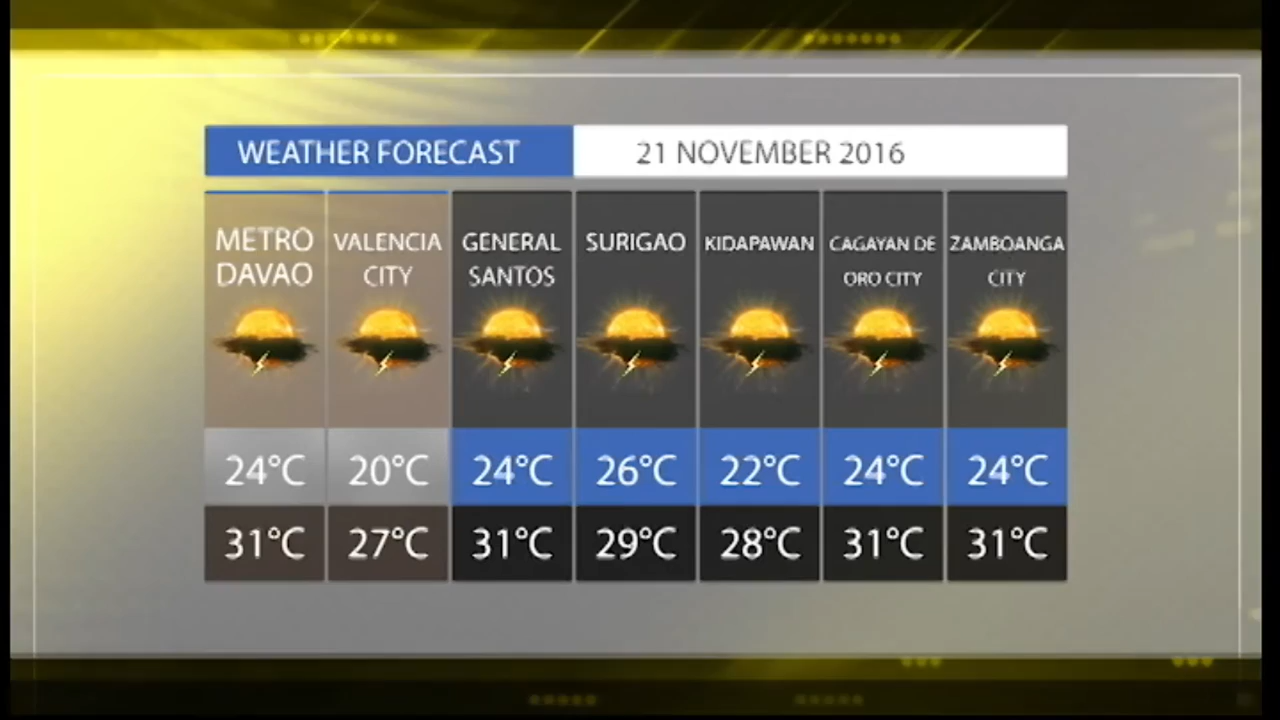 WEATHER FORECAST
21 NOVEMBER 2016
METRO
DAVAO
VALENCIA
CITY
GENERAL
SANTOS
SURIGAO
KIDAPAWAN
CAGAYAN DE
ORO CITY
ZAMBOANGA
CITY
24°C 20°C 24°C 26°C 22°C 24°C 24°C
31°C 27°C 31°C 29°C 28°C 31°C 31°C